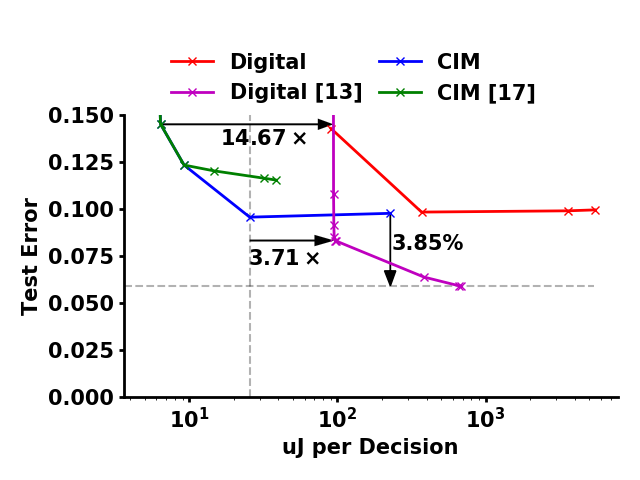 Digital
CIM
Digital [13]
CIM [17]
0.150
0.125
0.100
0.075
0.050
0.025
0.000
Test Error
14.67 ×
3.71 ×
3.85%
10¹
10²
10³
uJ per Decision